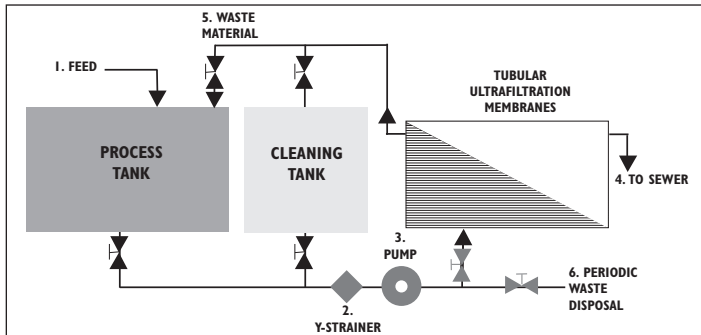 5. WASTE
MATERIAL
1. FEED
TUBULAR
ULTRAFILTRATION
MEMBRANES
PROCESS
TANK
CLEANING
TANK
4. TO SEWER
3.
PUMP
6. PERIODIC
WASTE
DISPOSAL
2.
Y-STRAINER